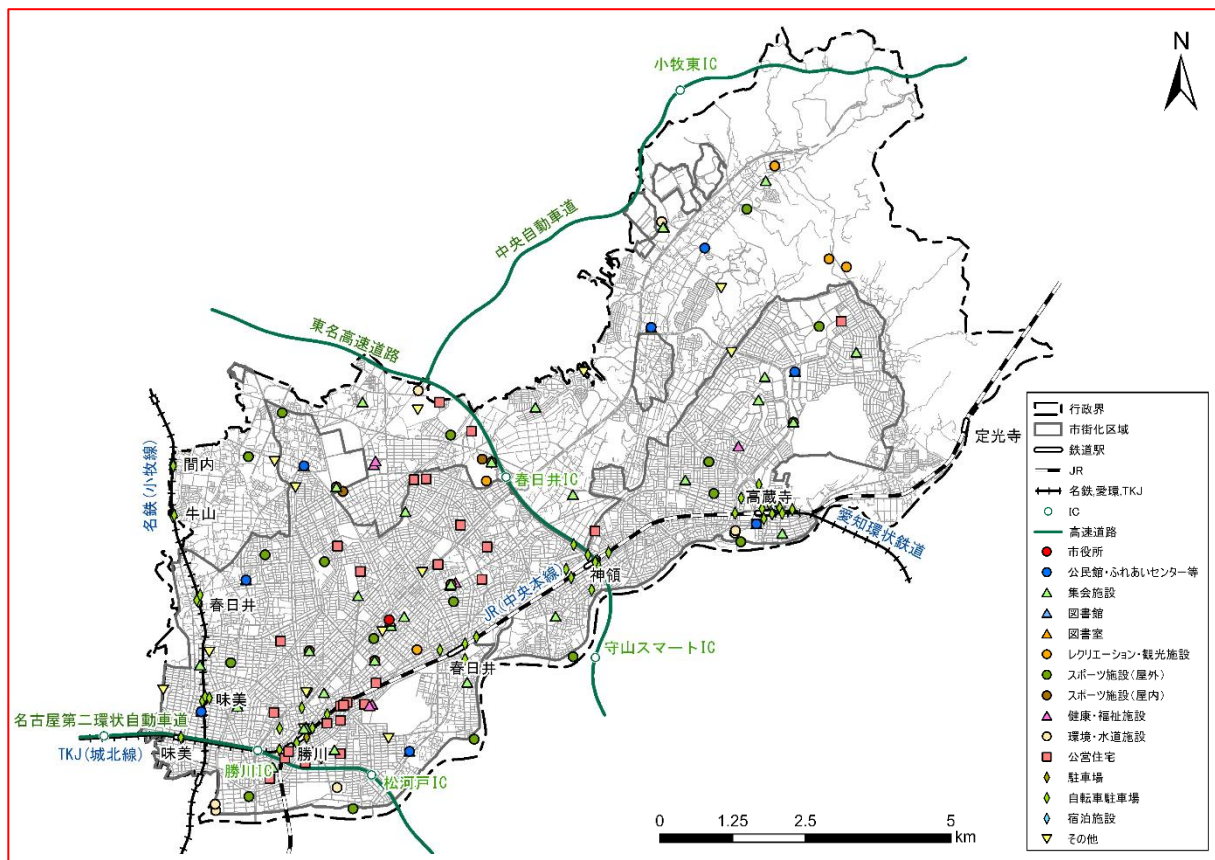 N
小牧東IC
中央自動車道
東名高速道路
名鉄(小牧線)
間内
牛山
春日井IC
定光寺
高蔵寺
愛知環状鉄道
神領
JR(中央本線)
春日井
春日井
守山スマートIC
味美
名古屋第二環状自動車道
TKJ(城北線)
味美
勝川IC
勝川
松河戸IC
0 1.25 2.5 5
km
行政界
市街化区域
鉄道駅
JR
名鉄,愛環,TKJ
IC
高速道路
市役所
公民館・ふれあいセンター等
集会施設
図書館
図書室
レクリエーション・観光施設
スポーツ施設(屋外)
スポーツ施設(屋内)
健康・福祉施設
環境・水道施設
公営住宅
駐車場
自転車駐車場
宿泊施設
その他